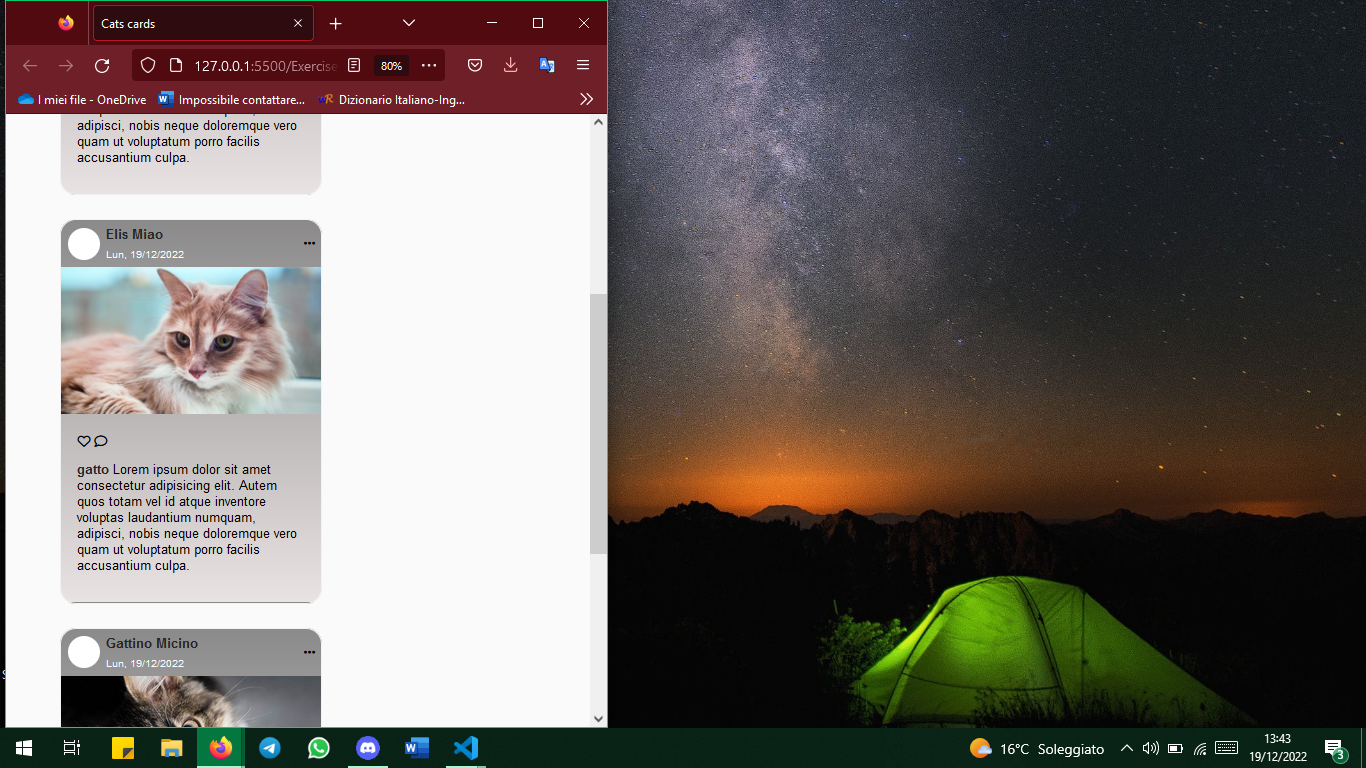 Cats cards
127.0.0.1:5500/Exercise
80%
I miei file - OneDrive
Impossibile contattare...
Dizionario Italiano-Ing...
adipisci, nobis neque doloremque vero
quam ut voluptatum porro facilis
accusantium culpa.
Elis Miao
Lun, 19/12/2022
gatto Lorem ipsum dolor sit amet
consectetur adipisicing elit. Autem
quos totam vel id atque inventore
voluptas laudantium numquam,
adipisci, nobis neque doloremque vero
quam ut voluptatum porro facilis
accusantium culpa.
Gattino Micino
Lun, 19/12/2022
16°C Soleggiato
13:43
19/12/2022
3